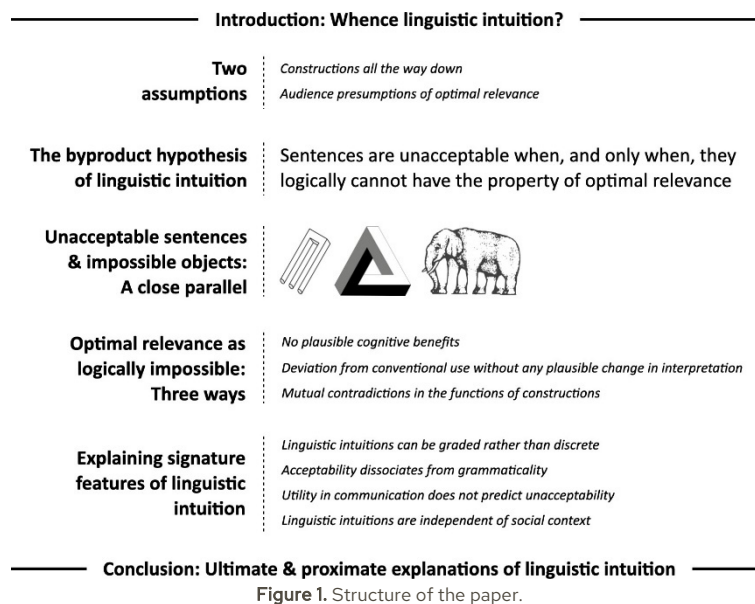 Introduction: Whence linguistic intuition?
Two
assumptions
Constructions all the way down
Audience presumptions of optimal relevance
The byproduct hypothesis
of linguistic intuition
Sentences are unacceptable when, and only when, they
logically cannot have the property of optimal relevance
Unacceptable sentences
& impossible objects:
A close parallel
Optimal relevance as
logically impossible:
Three ways
No plausible cognitive benefits
Deviation from conventional use without any plausible change in interpretation
Mutual contradictions in the functions of constructions
Explaining signature
features of linguistic
intuition
Linguistic intuitions can be graded rather than discrete
Acceptability dissociates from grammaticality
Utility in communication does not predict unacceptability
Linguistic intuitions are independent of social context
Conclusion: Ultimate & proximate explanations of linguistic intuition
Figure 1. Structure of the paper.